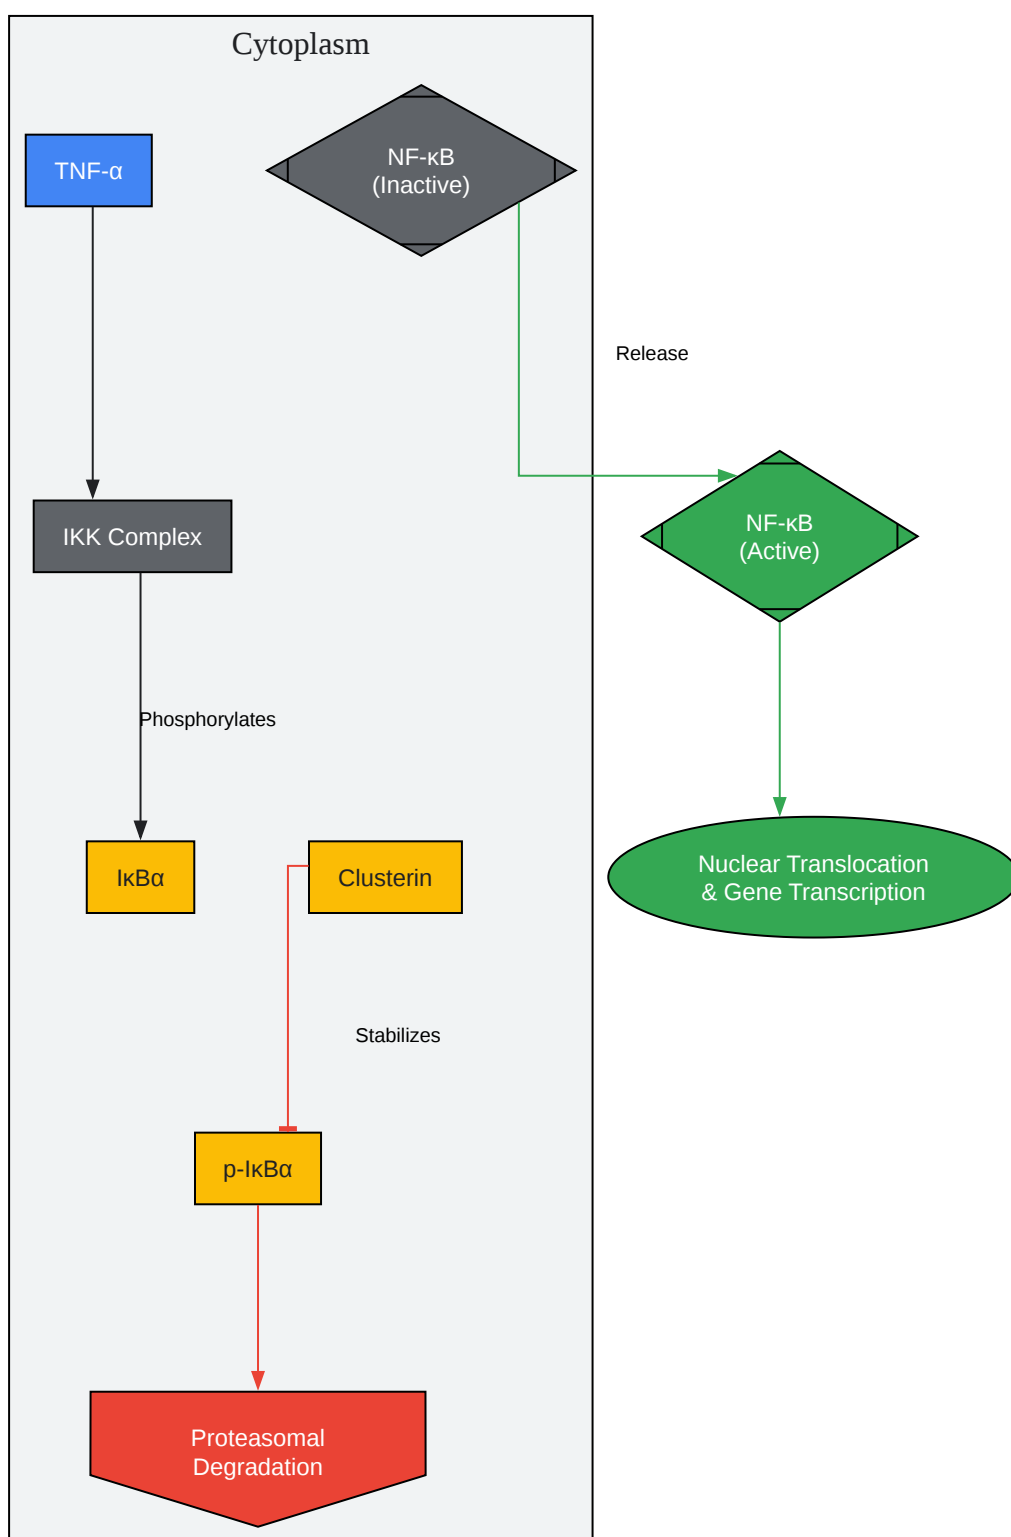 Cytoplasm
TNF-α
NF-κB
(Inactive)
Release
IKK Complex
NF-κB
(Active)
Phosphorylates
IκBα
Clusterin
Nuclear Translocation
& Gene Transcription
Stabilizes
p-IκBα
Proteasomal
Degradation